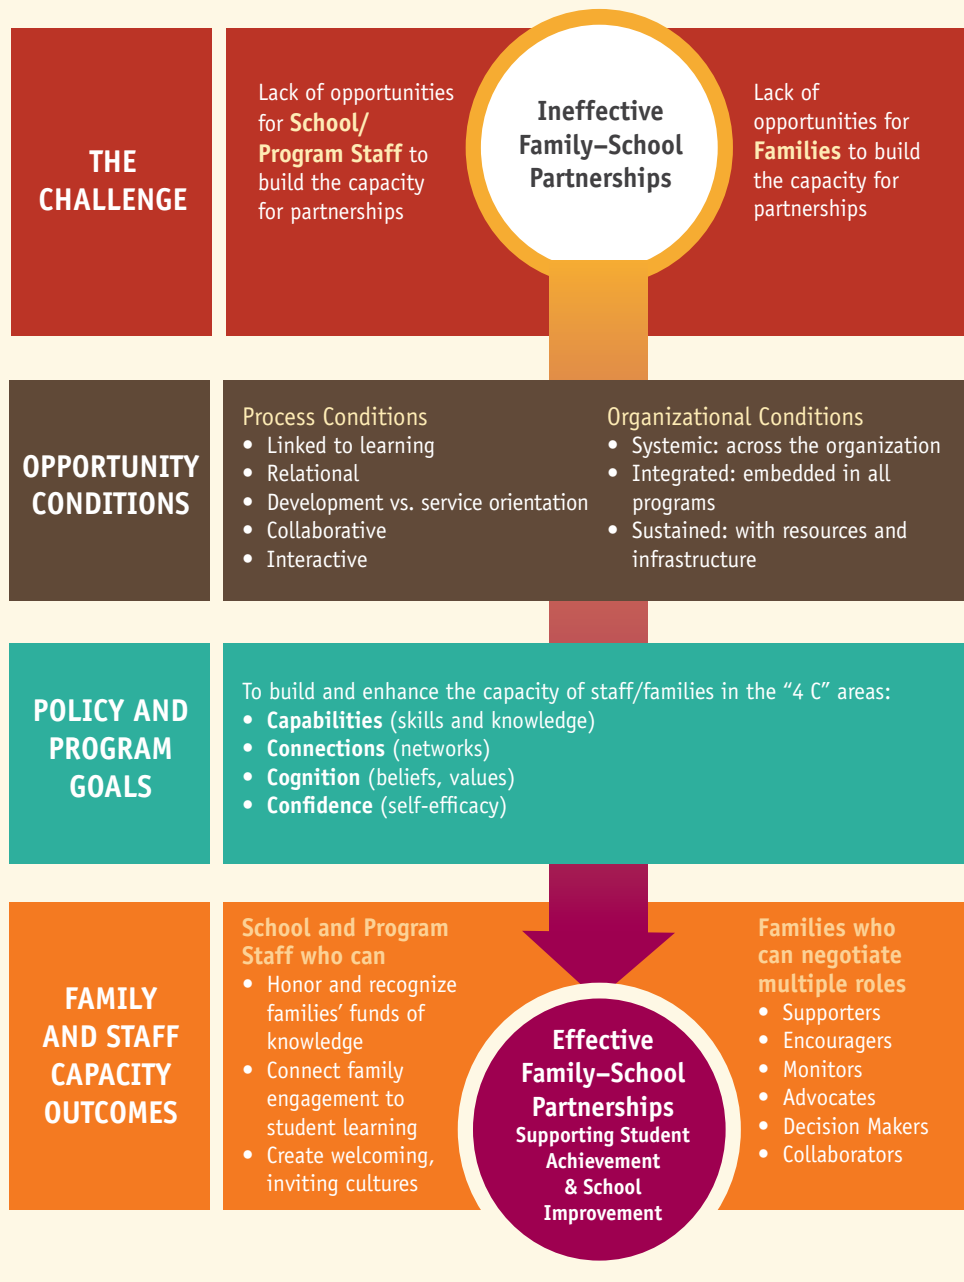 THE
CHALLENGE
Lack of opportunities
for School/
Program Staff to
build the capacity
for partnerships
Ineffective
Family–School
Partnerships
Lack of
opportunities for
Families to build
the capacity for
partnerships
OPPORTUNITY
CONDITIONS
Process Conditions
• Linked to learning
• Relational
• Development vs. service orientation
• Collaborative
• Interactive
Organizational Conditions
• Systemic: across the organization
• Integrated: embedded in all
programs
• Sustained: with resources and
infrastructure
POLICY AND
PROGRAM
GOALS
To build and enhance the capacity of staff/families in the “4 C” areas:
• Capabilities (skills and knowledge)
• Connections (networks)
• Cognition (beliefs, values)
• Confidence (self-efficacy)
FAMILY
AND STAFF
CAPACITY
OUTCOMES
School and Program
Staff who can
• Honor and recognize
families’ funds of
knowledge
• Connect family
engagement to
student learning
• Create welcoming,
inviting cultures
Effective
Family–School
Partnerships
Supporting Student
Achievement
& School
Improvement
Families who
can negotiate
multiple roles
• Supporters
• Encouragers
• Monitors
• Advocates
• Decision Makers
• Collaborators